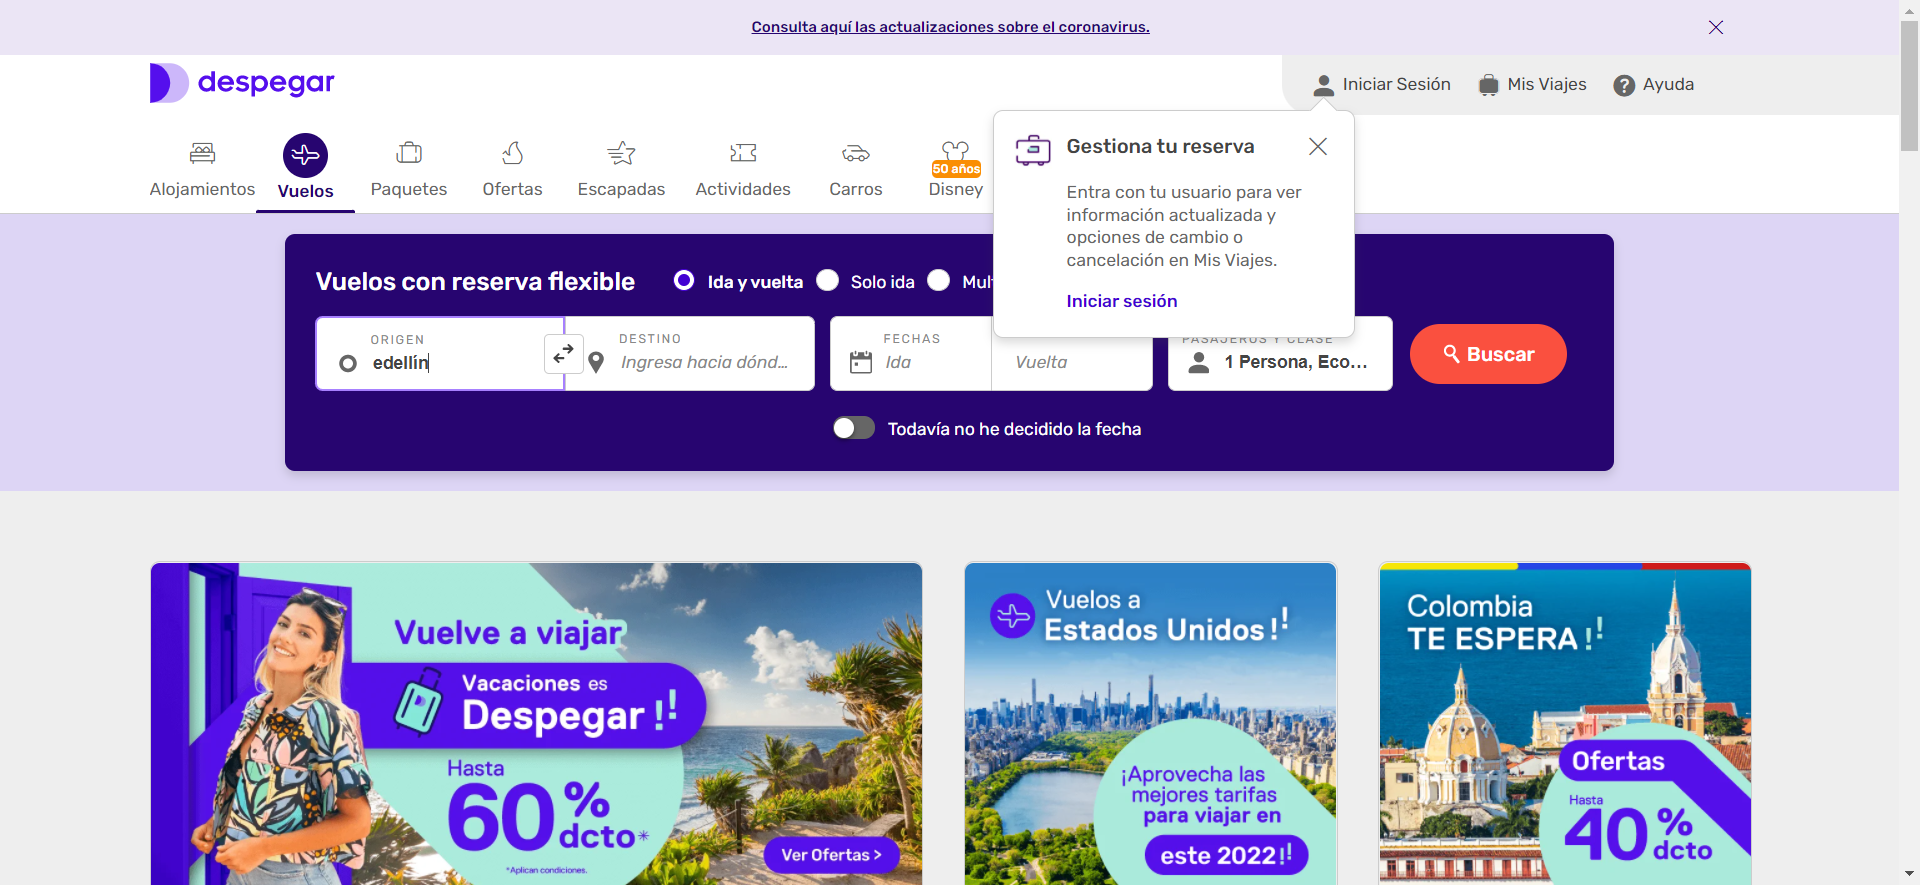 Consulta aquí las actualizaciones sobre el coronavirus.
despegar
Iniciar Sesión
Mis Viajes
Ayuda
Alojamientos
Vuelos
Paquetes
Ofertas
Escapadas
Actividades
Carros
50 años
Disney
Gestiona tu reserva
Entra con tu usuario para ver
información actualizada y
opciones de cambio o
cancelación en Mis Viajes.
Iniciar sesión
Vuelos con reserva flexible
Ida y vuelta
Solo ida
Mul
ORIGEN
edellín
DESTINO
Ingresa hacia dónd...
FECHAS
Ida
Vuelta
PASAJEROS Y CLASE
1 Persona, Eco...
Buscar
Todavía no he decidido la fecha
Vuelve a viajar
Vacaciones es
Despegar !!
Hasta
60% dcto*
*Aplican condiciones.
Ver Ofertas >
Vuelos a
Estados Unidos!!
¡Aprovecha las
mejores tarifas
para viajar en
este 2022!!
Colombia
TE ESPERA!!
Ofertas
Hasta
40% dcto